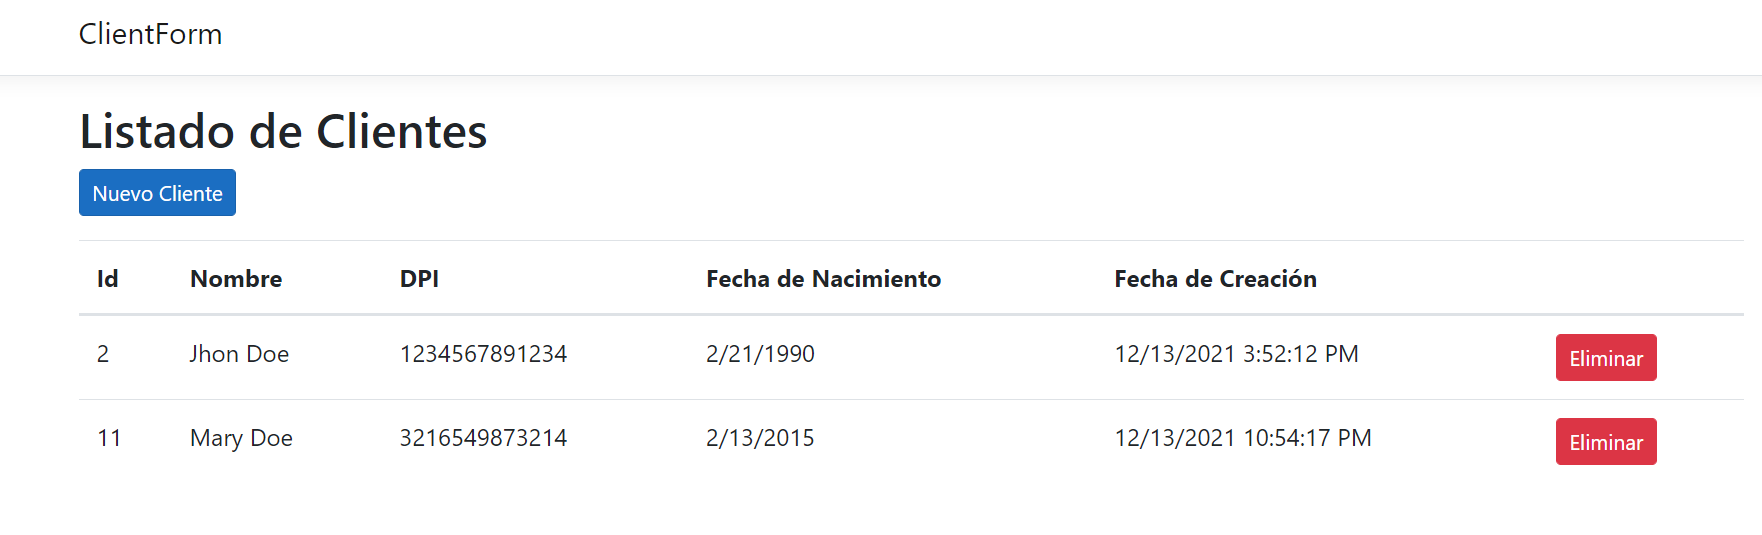 ClientForm
Listado de Clientes
Nuevo Cliente
Id Nombre DPI Fecha de Nacimiento Fecha de Creación
2 Jhon Doe 1234567891234 2/21/1990 12/13/2021 3:52:12 PM Eliminar
11 Mary Doe 3216549873214 2/13/2015 12/13/2021 10:54:17 PM Eliminar